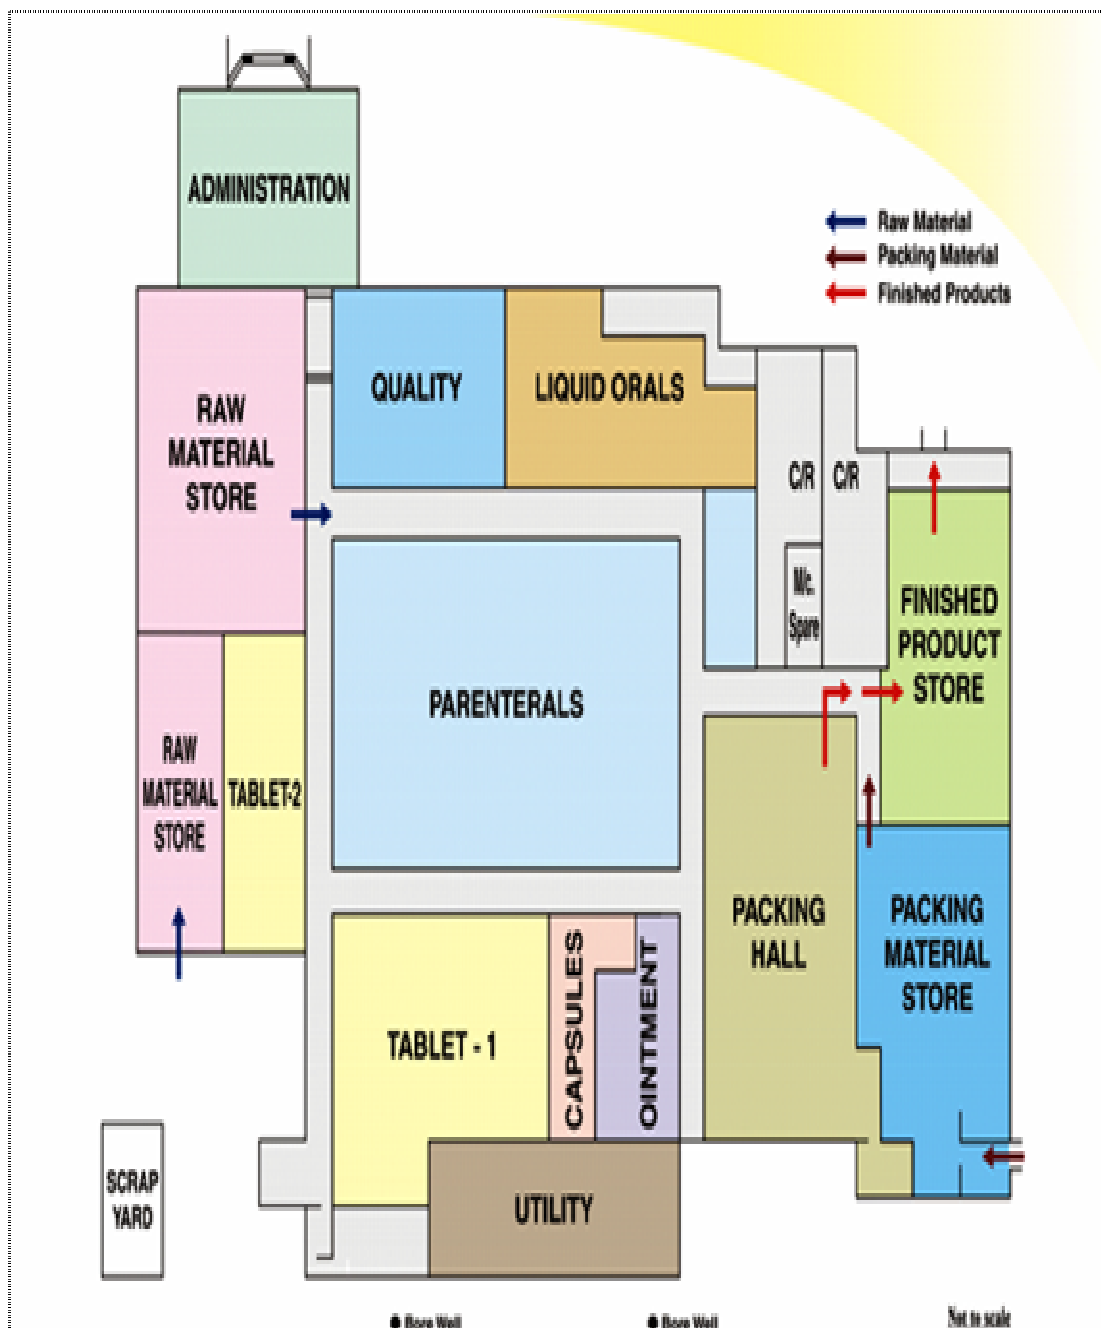 ADMINISTRATION
Raw Material
Packing Material
Finished Products
RAW
MATERIAL
STORE
QUALITY
LIQUID ORALS
C/R
C/R
M/c.
Spare
FINISHED
PRODUCT
STORE
PARENTERALS
RAW
MATERIAL
STORE
TABLET-2
PACKING
HALL
PACKING
MATERIAL
STORE
TABLET - 1
CAPSULES
OINTMENT
SCRAP
YARD
UTILITY
Bore Well
Bore Well
Not to scale